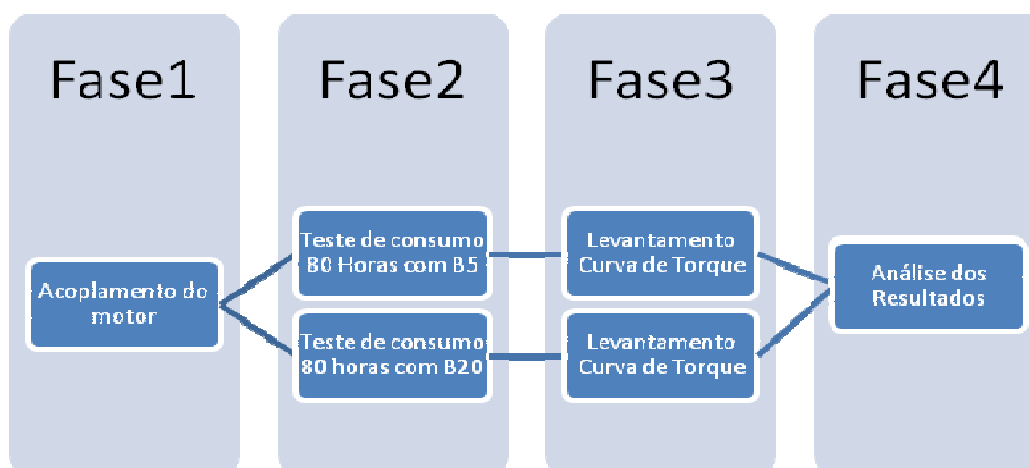 Fase1
Fase2
Fase3
Fase4
Acoplamento do
motor
Teste de consumo
80 Horas com B5
Teste de consumo
80 horas com B20
Levantamento
Curva de Torque
Levantamento
Curva de Torque
Análise dos
Resultados